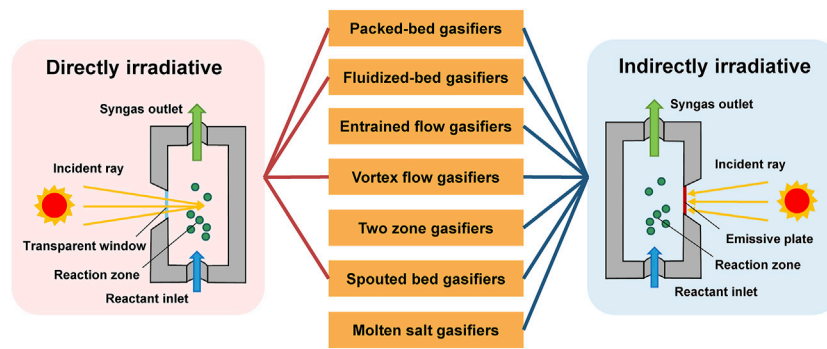 Directly irradiative
Syngas outlet
Incident ray
Transparent window
Reaction zone
Reactant inlet
Packed-bed gasifiers
Fluidized-bed gasifiers
Entrained flow gasifiers
Vortex flow gasifiers
Two zone gasifiers
Spouted bed gasifiers
Molten salt gasifiers
Indirectly irradiative
Syngas outlet
Incident ray
Emissive plate
Reaction zone
Reactant inlet